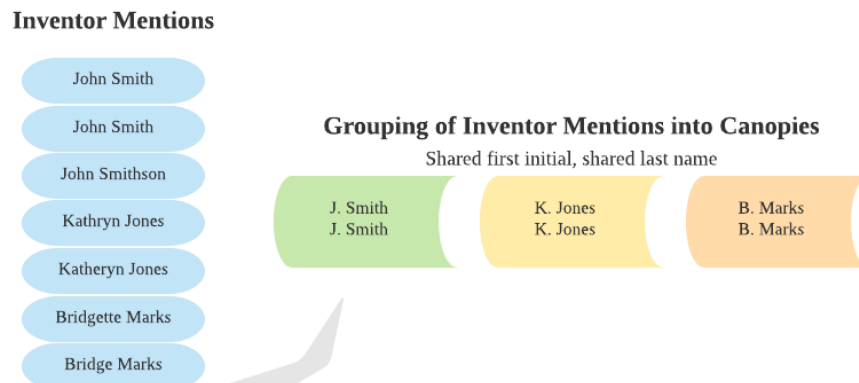 Inventor Mentions
John Smith
John Smith
John Smithson
Kathryn Jones
Katheryn Jones
Bridgette Marks
Bridge Marks
Grouping of Inventor Mentions into Canopies
Shared first initial, shared last name
J. Smith
J. Smith
K. Jones
K. Jones
B. Marks
B. Marks